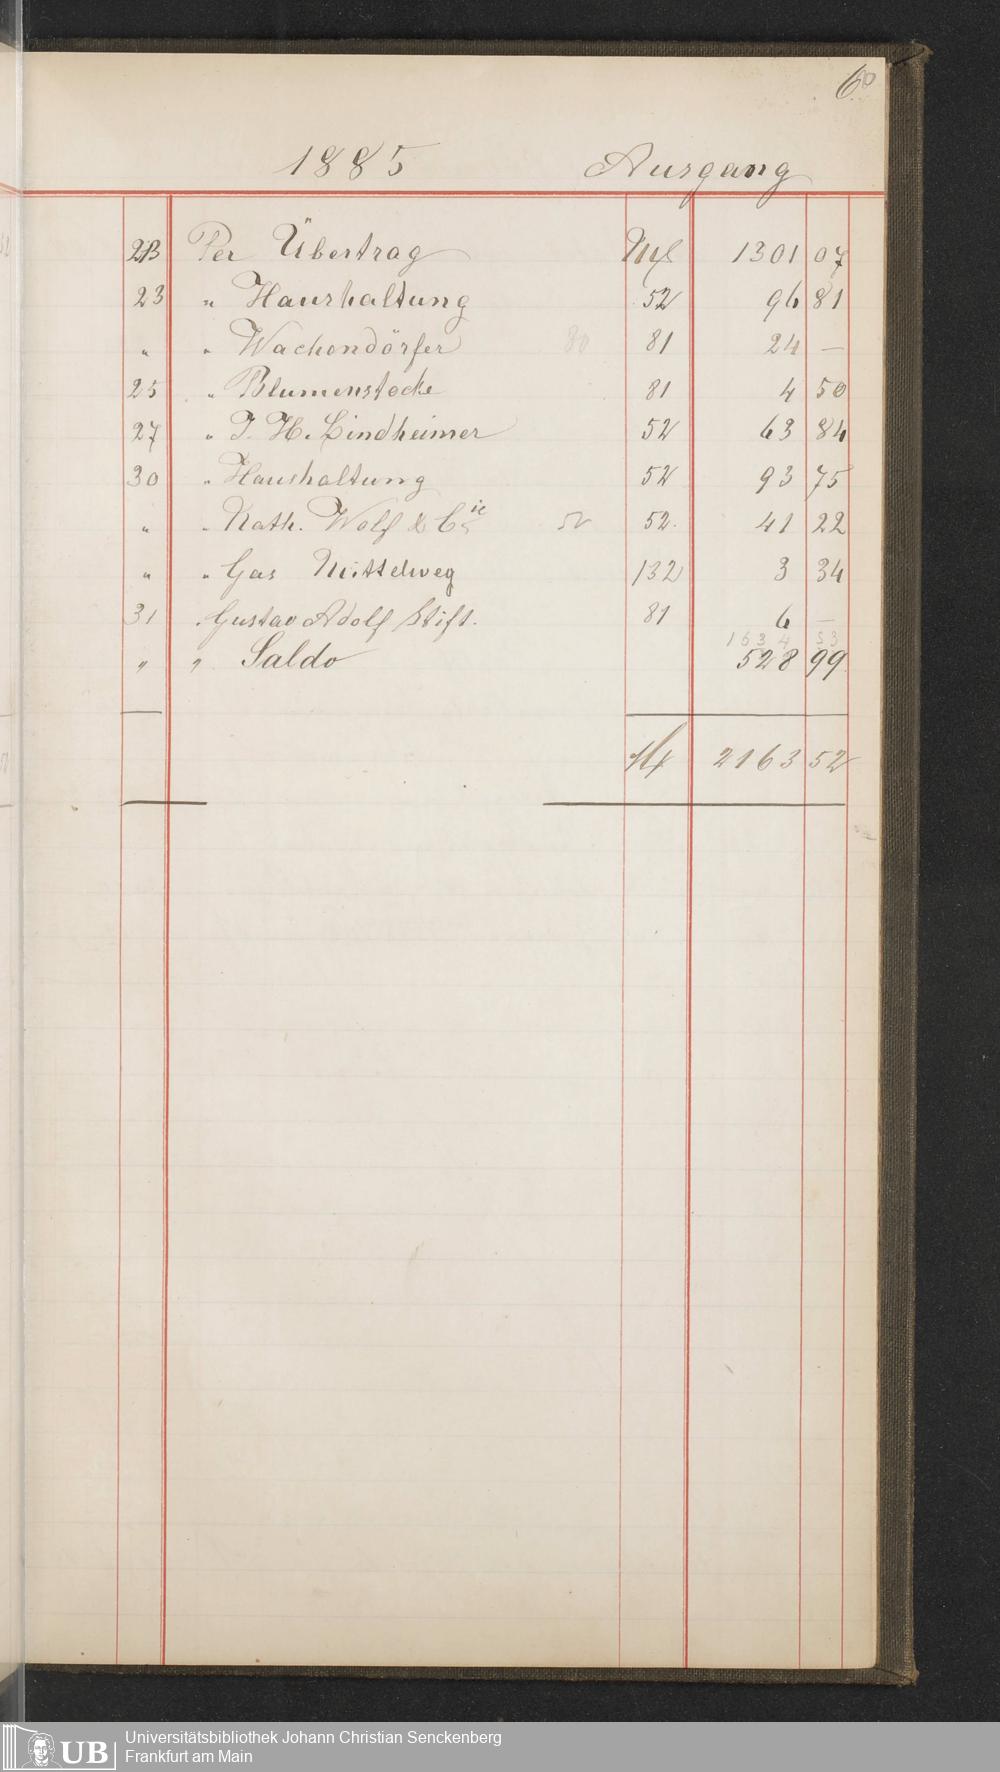 60
1885 Ausgang
23 Per Übertrag M 1301 07
23 " Haushaltung 52 96 81
" " Wachendörfer 80 81 24 —
25 " Blumenstöcke 81 4 50
27 " J. H. Lindheimer 52 63 84
30 " Haushaltung 52 93 75
" " Nath. Wolf & Cie 52 52. 41 22
" " Gas Mittelweg 132 3 34
31 " Gustav Adolf Stift. 81 6 —
1634 53
" " Saldo 528 99
M 2163 52
UB Universitätsbibliothek Johann Christian Senckenberg
Frankfurt am Main